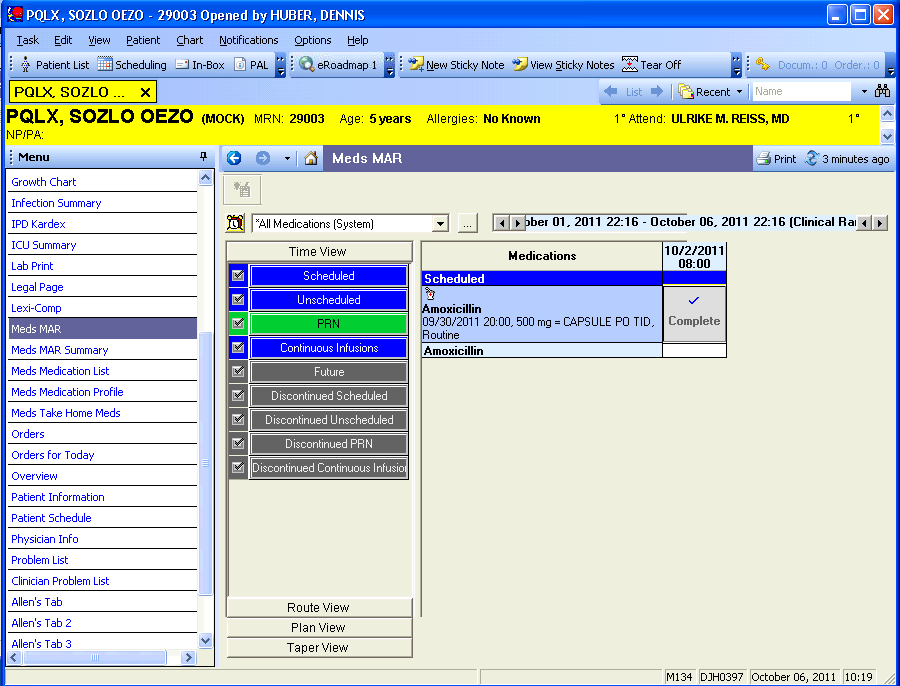 PQLX, SOZLO OEZO - 29003 Opened by HUBER, DENNIS
Task Edit View Patient Chart Notifications Options Help
Patient List Scheduling In-Box PAL eRoadmap 1 New Sticky Note View Sticky Notes Tear Off Docum.: 0 Order.: 0
PQLX, SOZLO ... List Recent Name
PQLX, SOZLO OEZO (MOCK) MRN: 29003 Age: 5 years Allergies: No Known 1° Attend: ULRIKE M. REISS, MD 1°
NP/PA:
Menu
Meds MAR
Print 3 minutes ago
Growth Chart
Infection Summary
IPD Kardex
ICU Summary
Lab Print
Legal Page
Lexi-Comp
Meds MAR
Meds MAR Summary
Meds Medication List
Meds Medication Profile
Meds Take Home Meds
Orders
Orders for Today
Overview
Patient Information
Patient Schedule
Physician Info
Problem List
Clinician Problem List
Allen's Tab
Allen's Tab 2
Allen's Tab 3
*All Medications (System) ...
ober 01, 2011 22:16 - October 06, 2011 22:16 (Clinical Ra
Time View
Scheduled
Unscheduled
PRN
Continuous Infusions
Future
Discontinued Scheduled
Discontinued Unscheduled
Discontinued PRN
Discontinued Continuous Infusio
Route View
Plan View
Taper View
Medications
10/2/2011
08:00
Scheduled
Amoxicillin
09/30/2011 20:00, 500 mg = CAPSULE PO TID,
Routine
Complete
Amoxicillin
M134 DJH0397 October 06, 2011 10:19